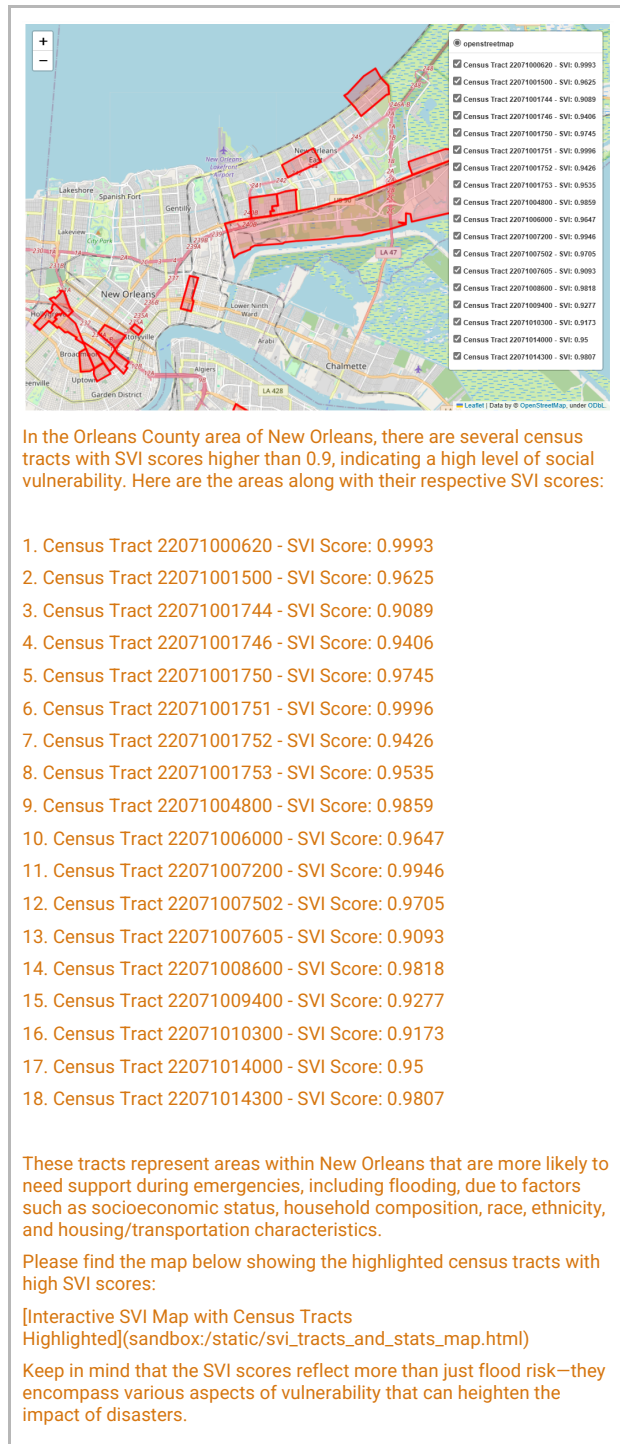 +
−
openstreetmap
Census Tract 22071000620 - SVI: 0.9993
Census Tract 22071001500 - SVI: 0.9625
Census Tract 22071001744 - SVI: 0.9089
Census Tract 22071001746 - SVI: 0.9406
Census Tract 22071001750 - SVI: 0.9745
Census Tract 22071001751 - SVI: 0.9996
Census Tract 22071001752 - SVI: 0.9426
Census Tract 22071001753 - SVI: 0.9535
Census Tract 22071004800 - SVI: 0.9859
Census Tract 22071006000 - SVI: 0.9647
Census Tract 22071007200 - SVI: 0.9946
Census Tract 22071007502 - SVI: 0.9705
Census Tract 22071007605 - SVI: 0.9093
Census Tract 22071008600 - SVI: 0.9818
Census Tract 22071009400 - SVI: 0.9277
Census Tract 22071010300 - SVI: 0.9173
Census Tract 22071014000 - SVI: 0.95
Census Tract 22071014300 - SVI: 0.9807
New Orleans
East
New Orleans
Lakefront
Airport
Lakeshore
Spanish Fort
Gentilly
Lakeview
City Park
LA 47
New Orleans
Lower Ninth
Ward
Arabi
Chalmette
Uptown
Algiers
Garden District
LA 428
Leaflet | Data by © OpenStreetMap, under ODbL.
In the Orleans County area of New Orleans, there are several census
tracts with SVI scores higher than 0.9, indicating a high level of social
vulnerability. Here are the areas along with their respective SVI scores:
1. Census Tract 22071000620 - SVI Score: 0.9993
2. Census Tract 22071001500 - SVI Score: 0.9625
3. Census Tract 22071001744 - SVI Score: 0.9089
4. Census Tract 22071001746 - SVI Score: 0.9406
5. Census Tract 22071001750 - SVI Score: 0.9745
6. Census Tract 22071001751 - SVI Score: 0.9996
7. Census Tract 22071001752 - SVI Score: 0.9426
8. Census Tract 22071001753 - SVI Score: 0.9535
9. Census Tract 22071004800 - SVI Score: 0.9859
10. Census Tract 22071006000 - SVI Score: 0.9647
11. Census Tract 22071007200 - SVI Score: 0.9946
12. Census Tract 22071007502 - SVI Score: 0.9705
13. Census Tract 22071007605 - SVI Score: 0.9093
14. Census Tract 22071008600 - SVI Score: 0.9818
15. Census Tract 22071009400 - SVI Score: 0.9277
16. Census Tract 22071010300 - SVI Score: 0.9173
17. Census Tract 22071014000 - SVI Score: 0.95
18. Census Tract 22071014300 - SVI Score: 0.9807
These tracts represent areas within New Orleans that are more likely to
need support during emergencies, including flooding, due to factors
such as socioeconomic status, household composition, race, ethnicity,
and housing/transportation characteristics.
Please find the map below showing the highlighted census tracts with
high SVI scores:
[Interactive SVI Map with Census Tracts
Highlighted](sandbox:/static/svi_tracts_and_stats_map.html)
Keep in mind that the SVI scores reflect more than just flood risk—they
encompass various aspects of vulnerability that can heighten the
impact of disasters.